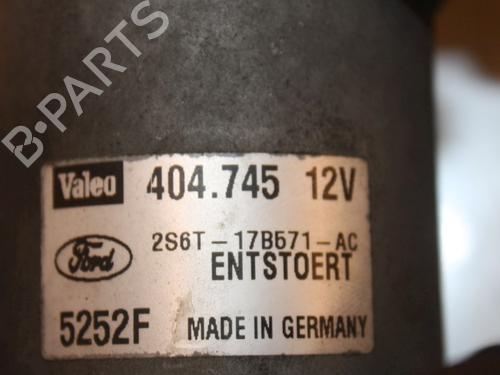 B-PARTS
Valeo 404.745 12V
Ford 2S6T-17B571-AC
ENTSTOERT
5252F MADE IN GERMANY